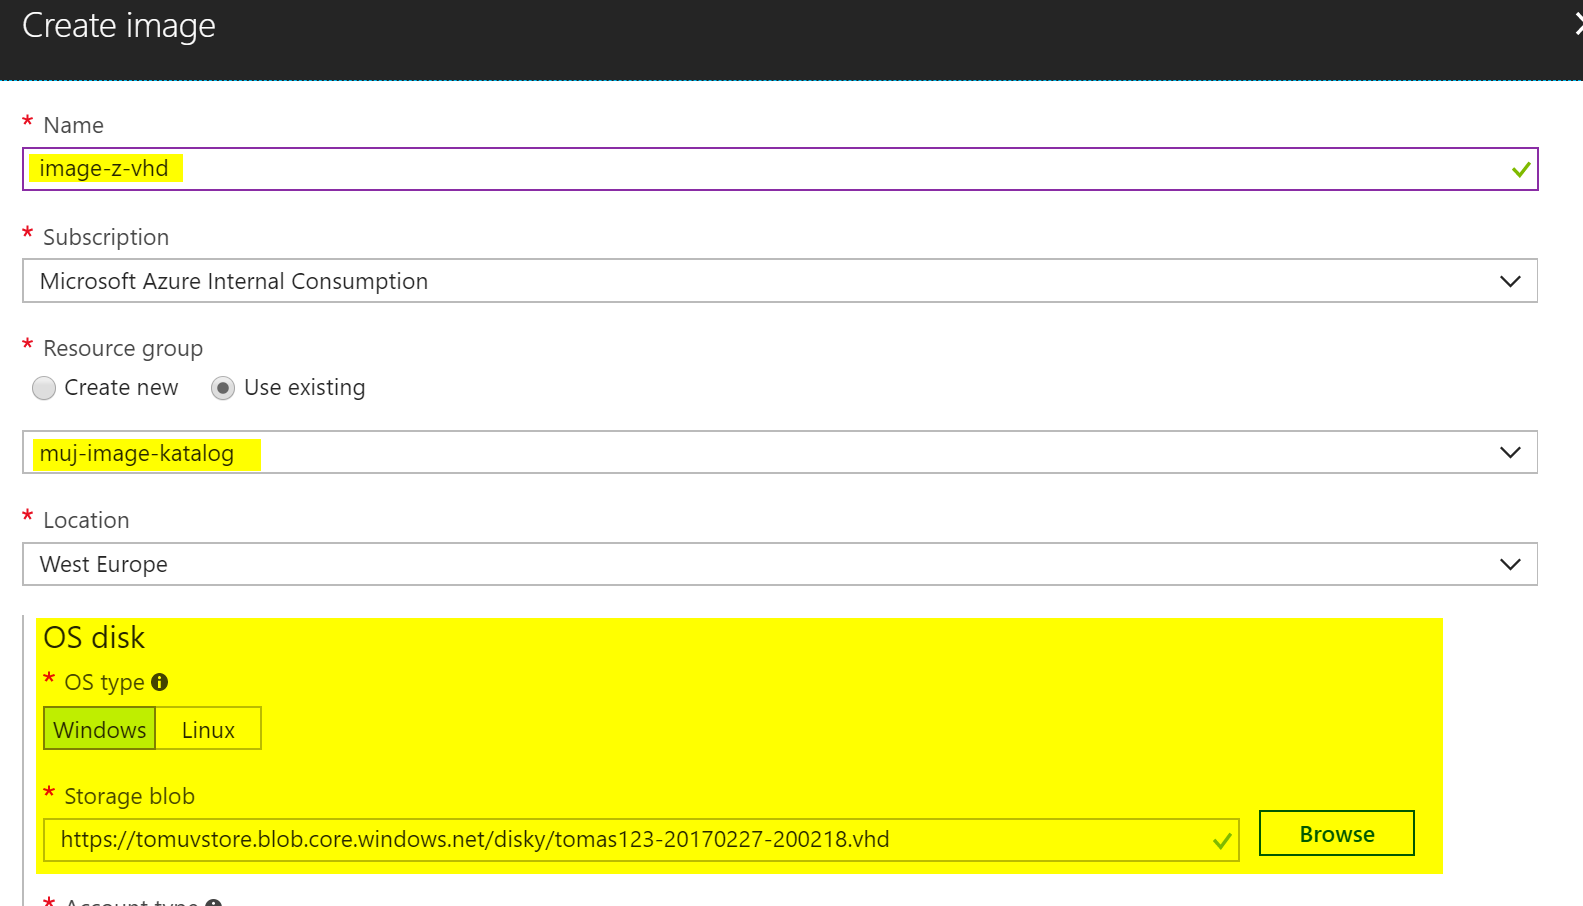 Create image
* Name
image-z-vhd
* Subscription
Microsoft Azure Internal Consumption
* Resource group
Create new Use existing
muj-image-katalog
* Location
West Europe
OS disk
* OS type
Windows Linux
* Storage blob
https://tomuvstore.blob.core.windows.net/disky/tomas123-20170227-200218.vhd
Browse
* Account type